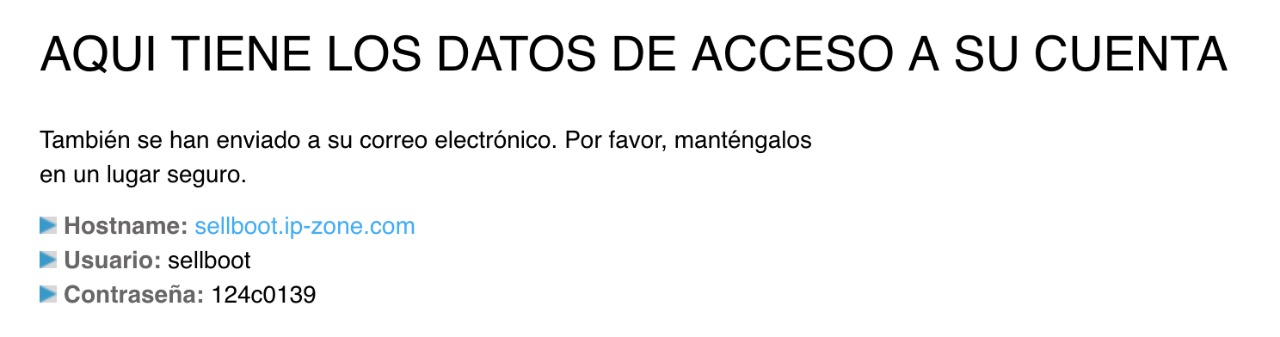 AQUI TIENE LOS DATOS DE ACCESO A SU CUENTA
También se han enviado a su correo electrónico. Por favor, manténgalos
en un lugar seguro.
Hostname: sellboot.ip-zone.com
Usuario: sellboot
Contraseña: 124c0139